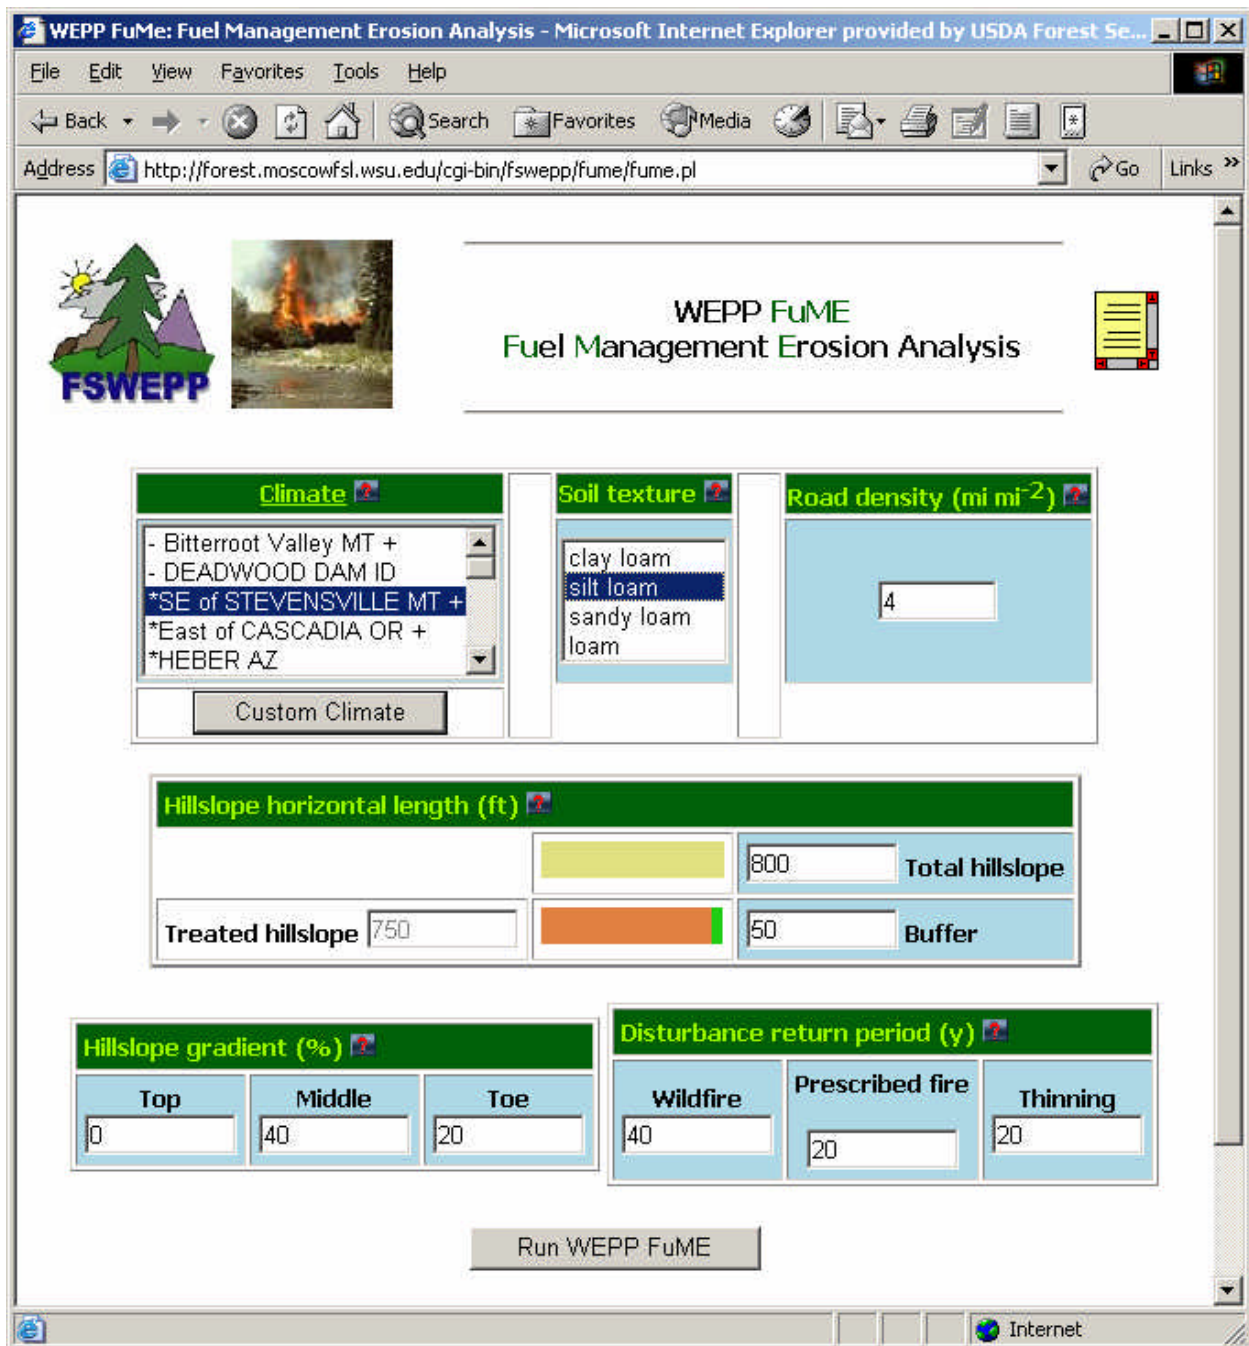 WEPP FuMe: Fuel Management Erosion Analysis - Microsoft Internet Explorer provided by USDA Forest Se...
File Edit View Favorites Tools Help
Back Search Favorites Media
Address http://forest.moscowfsl.wsu.edu/cgi-bin/fswepp/fume/fume.pl Go Links »
FSWEPP
WEPP FuME
Fuel Management Erosion Analysis
Climate ? Soil texture ? Road density (mi mi-2) ?
- Bitterroot Valley MT +
- DEADWOOD DAM ID
*SE of STEVENSVILLE MT +
*East of CASCADIA OR +
*HEBER AZ
Custom Climate
clay loam
silt loam
sandy loam
loam
4
Hillslope horizontal length (ft) ?
800 Total hillslope
Treated hillslope 750 50 Buffer
Hillslope gradient (%) ?
Top Middle Toe
0 40 20
Disturbance return period (y) ?
Wildfire Prescribed fire Thinning
40 20 20
Run WEPP FuME
Internet